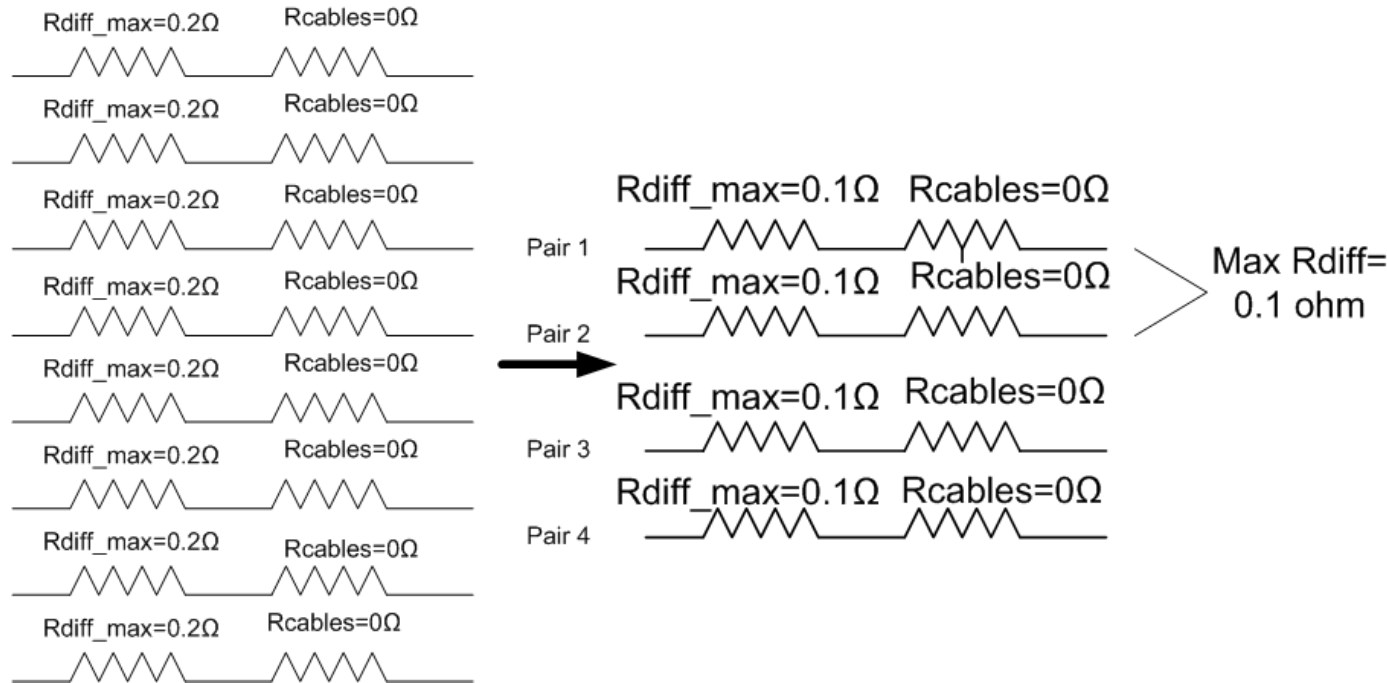 Rdiff_max=0.2Ω Rcables=0Ω
Rdiff_max=0.2Ω Rcables=0Ω
Rdiff_max=0.2Ω Rcables=0Ω
Rdiff_max=0.2Ω Rcables=0Ω
Rdiff_max=0.2Ω Rcables=0Ω
Rdiff_max=0.2Ω Rcables=0Ω
Rdiff_max=0.2Ω Rcables=0Ω
Rdiff_max=0.2Ω Rcables=0Ω
Rdiff_max=0.1Ω Rcables=0Ω
Pair 1
Rdiff_max=0.1Ω Rcables=0Ω
Pair 2
Rdiff_max=0.1Ω Rcables=0Ω
Pair 3
Rdiff_max=0.1Ω Rcables=0Ω
Pair 4
Max Rdiff=
0.1 ohm